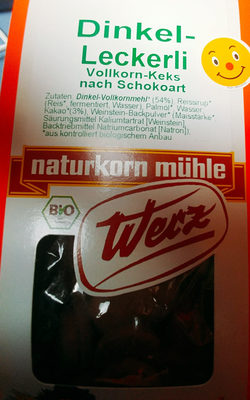 Dinkel-
Leckerli
Vollkorn-Keks
nach Schokoart
Zutaten: Dinkel-Vollkornmehl* (54%), Reissirup*
(Reis*, fermentiert, Wasser), Palmöl*, Wasser,
Kakao*(3%), Weinstein-Backpulver* (Maisstärke*
Säurungsmittel Kaliumtartrat [Weinstein],
Backtriebmittel Natriumcarbonat [Natron]),
*aus kontrolliert biologischem Anbau
naturkorn mühle
BIO
Werz